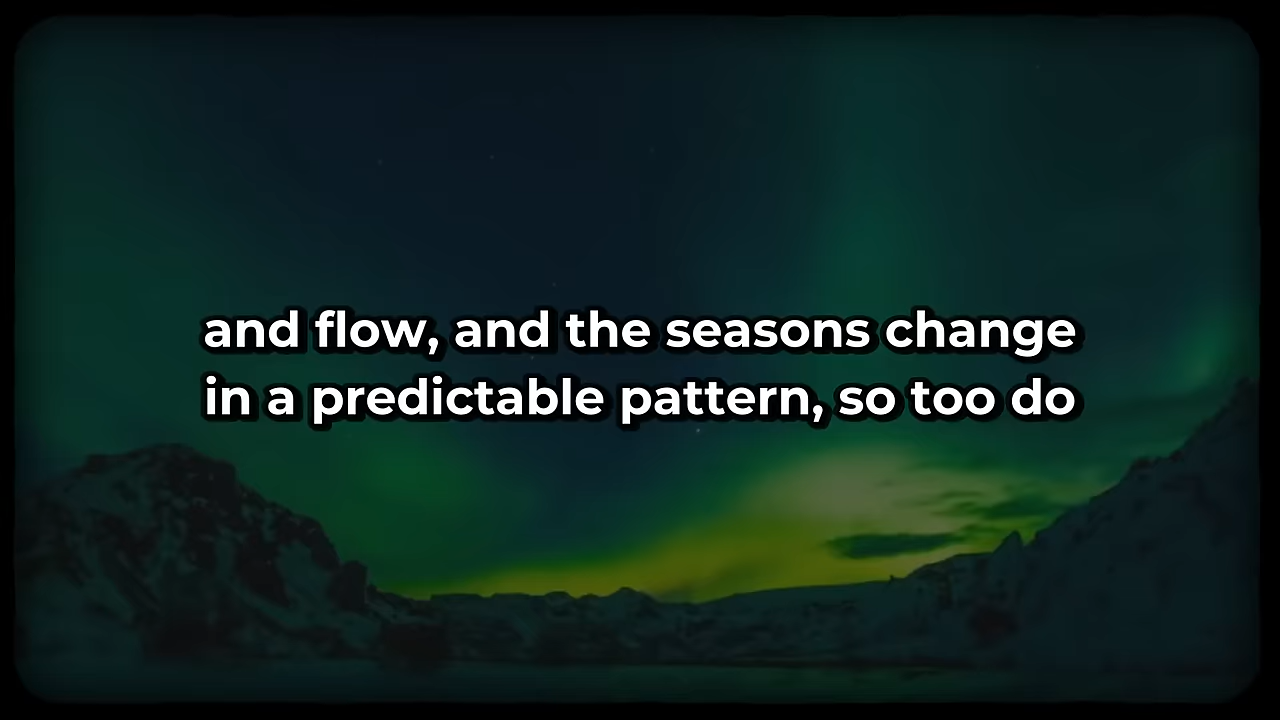 and flow, and the seasons change
in a predictable pattern, so too do